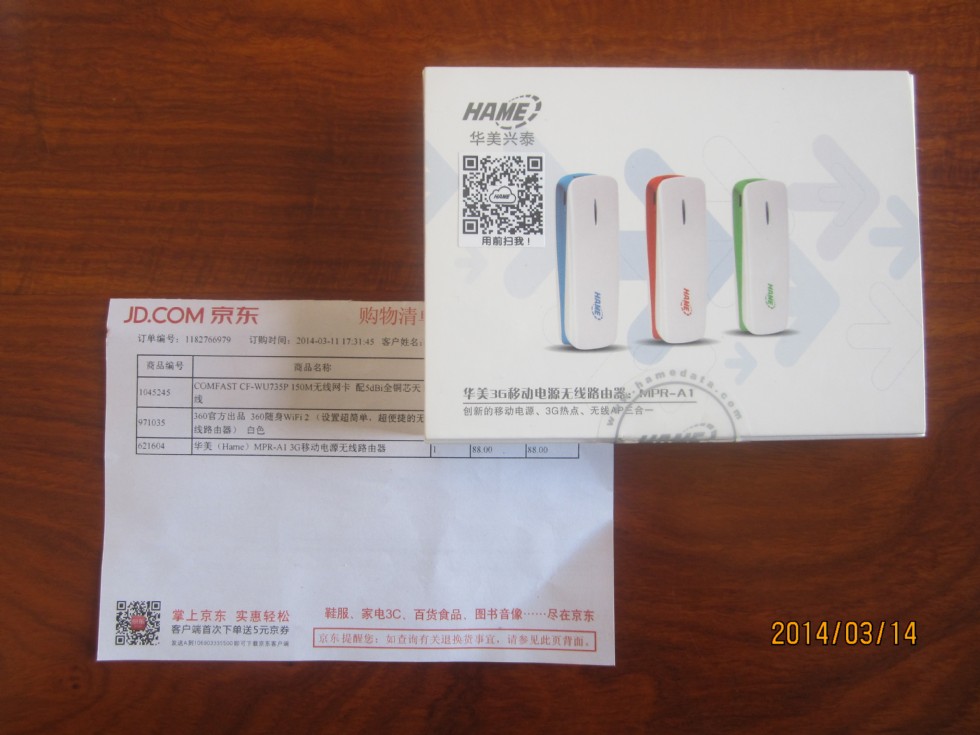 HAME
华美兴泰
HAME
用前扫我！
HAME
HAME
HAME
华美3G移动电源无线路由器：MPR-A1
创新的移动电源、3G热点、无线AP三合一
www.hamedata.com
HAME
JD.COM 京东
购物清单
订单编号：1182766979 订购时间：2014-03-11 17:31:45 客户姓名：
商品编号 商品名称
1045245 COMFAST CF-WU735P 150M无线网卡 配5dBi全铜芯天
线
971035 360官方出品 360随身WiFi 2（设置超简单，超便捷的无
线路由器） 白色
621604 华美（Hame）MPR-A1 3G移动电源无线路由器 1 88.00 88.00
掌上京东 实惠轻松
客户端首次下单送5元京券
鞋服、家电3C、百货食品、图书音像……尽在京东
京东提醒您：如查询有关退换货事宜，请参见此页背面。
2014/03/14